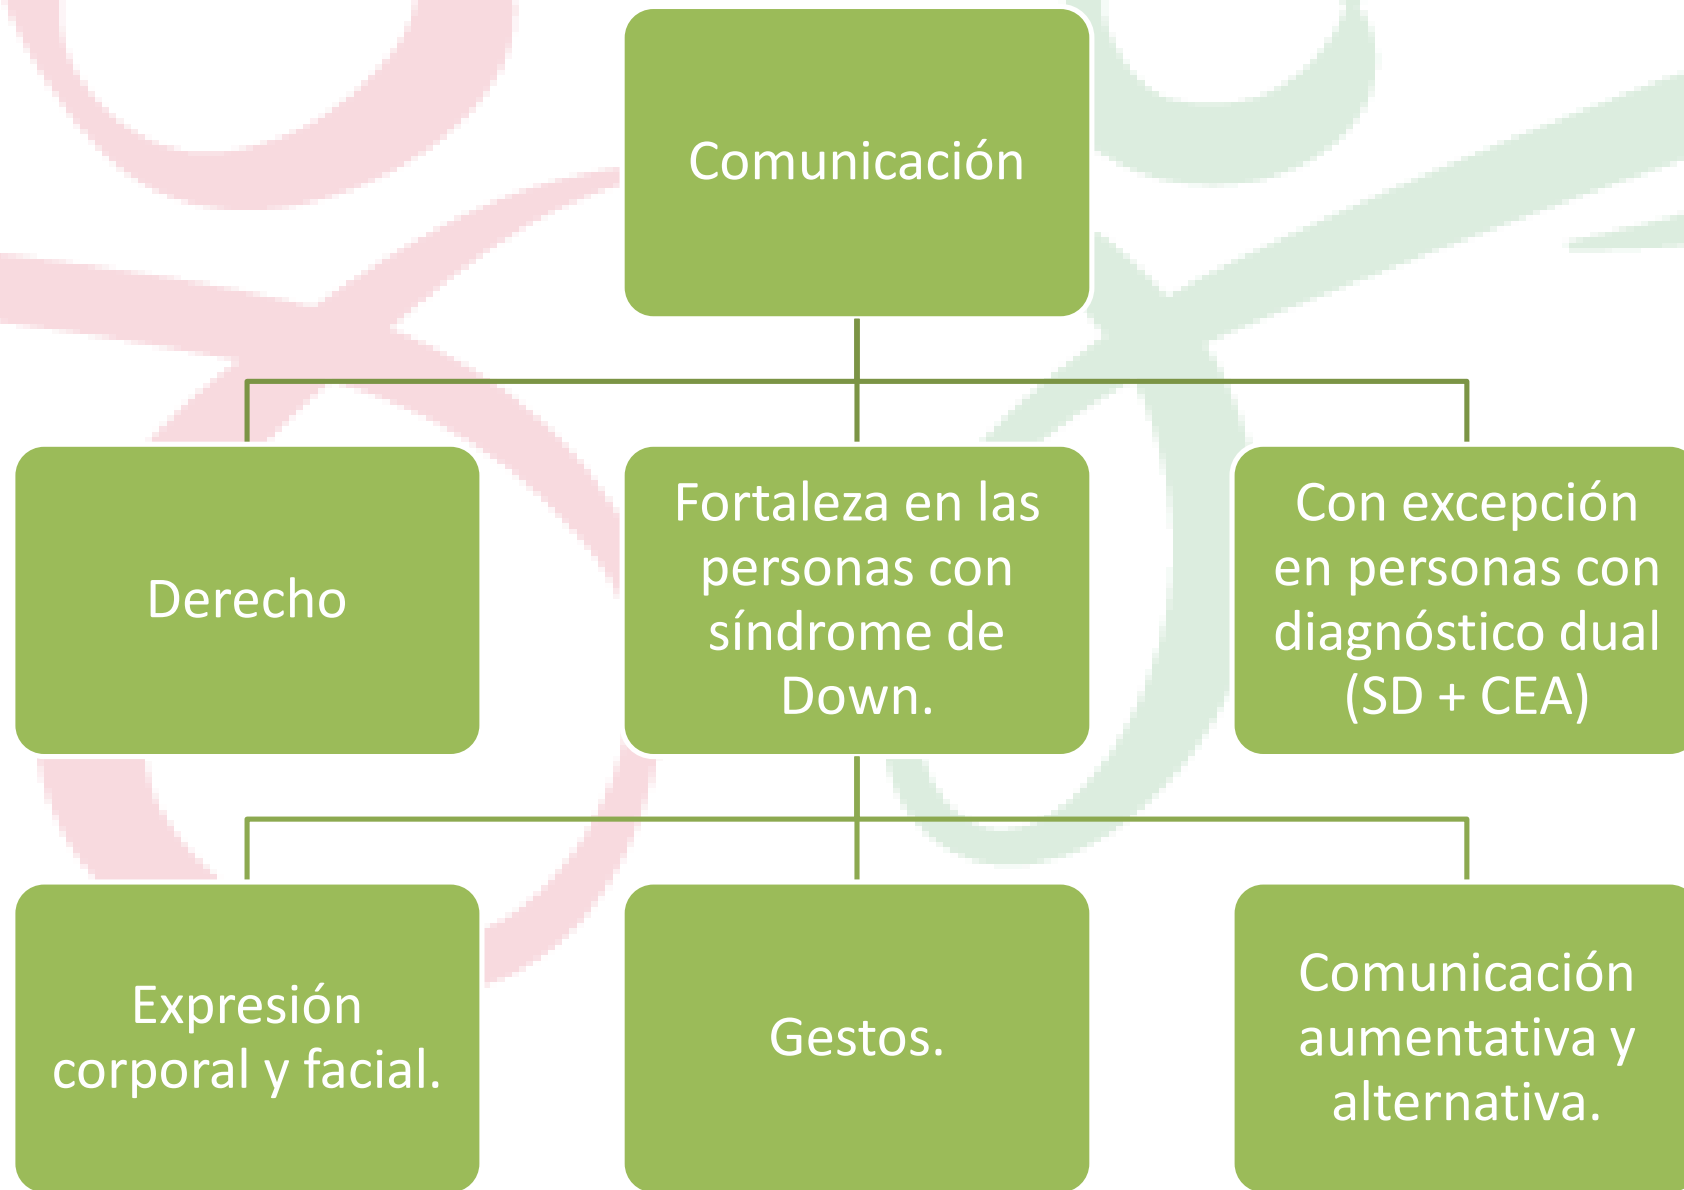 Comunicación
Derecho
Fortaleza en las
personas con
síndrome de
Down.
Con excepción
en personas con
diagnóstico dual
(SD + CEA)
Expresión
corporal y facial.
Gestos.
Comunicación
aumentativa y
alternativa.